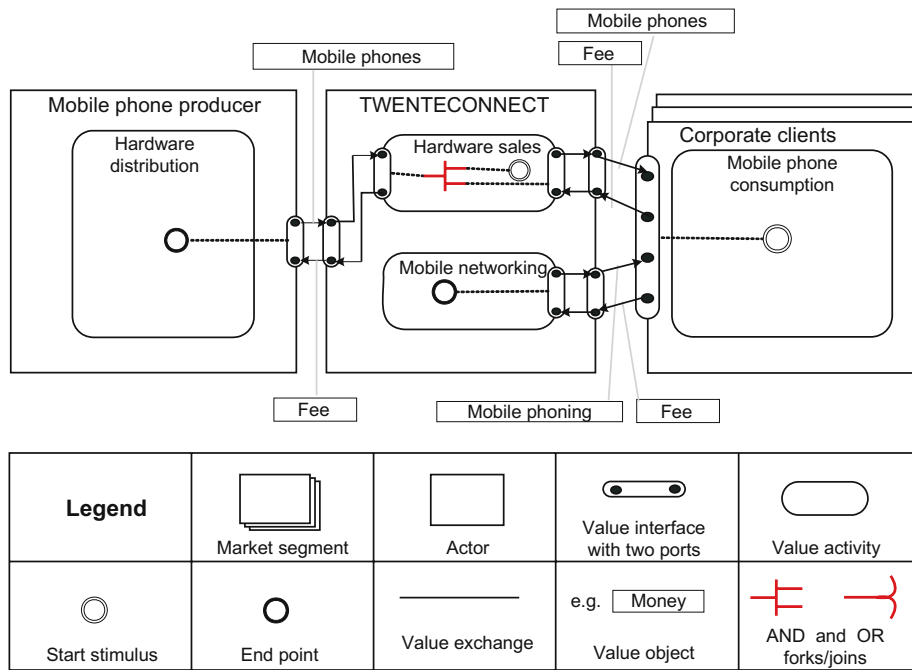 Mobile phones
Mobile phones
Fee
Mobile phone producer
TWENTECONNECT
Corporate clients
Hardware
distribution
Hardware sales
Mobile phone
consumption
Mobile networking
Fee
Mobile phoning
Fee
Legend
Market segment
Actor
Value interface
with two ports
Value activity
Start stimulus
End point
Value exchange
e.g. Money
Value object
AND and OR
forks/joins